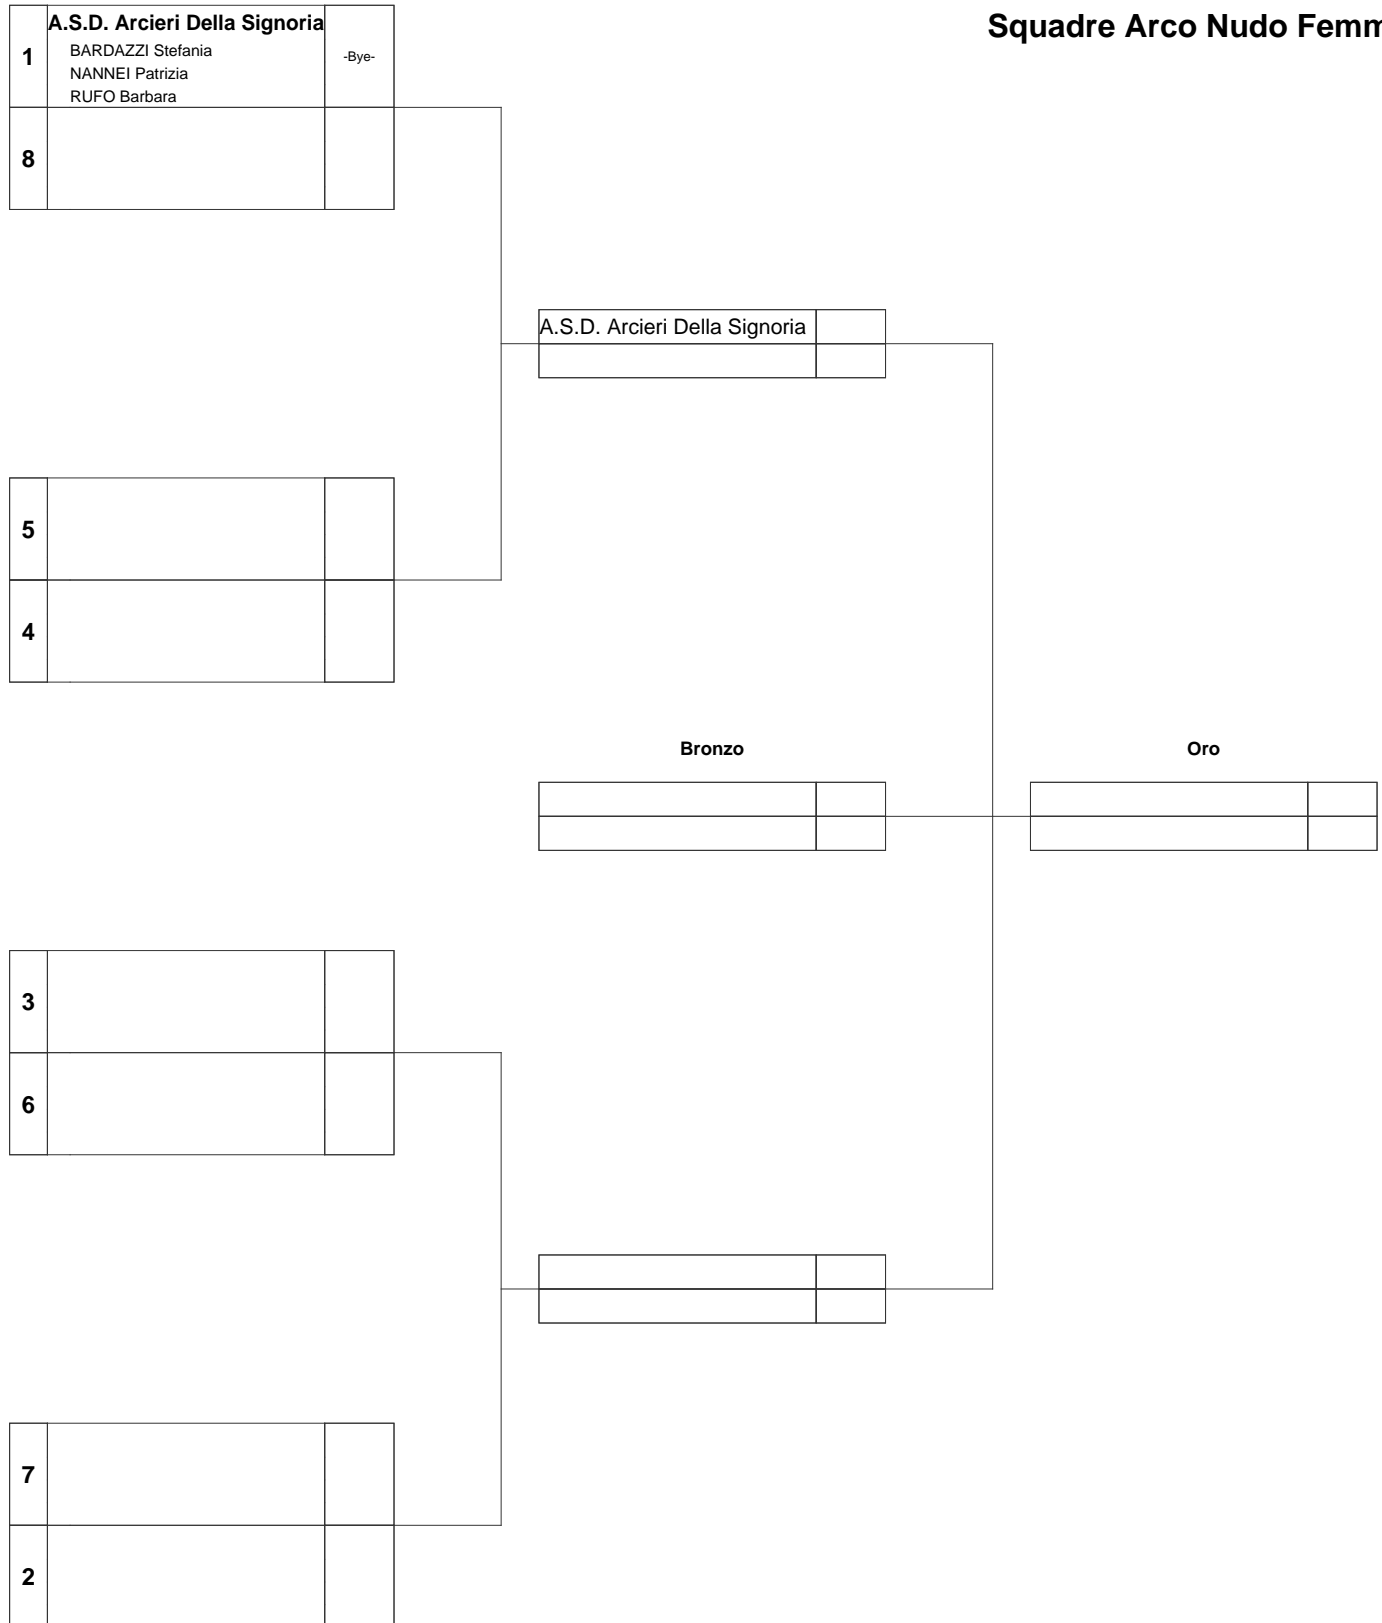 Squadre Arco Nudo Femm
1
A.S.D. Arcieri Della Signoria
BARDAZZI Stefania
NANNEI Patrizia
RUFO Barbara
-Bye-
8
A.S.D. Arcieri Della Signoria
5
4
Bronzo
Oro
3
6
7
2